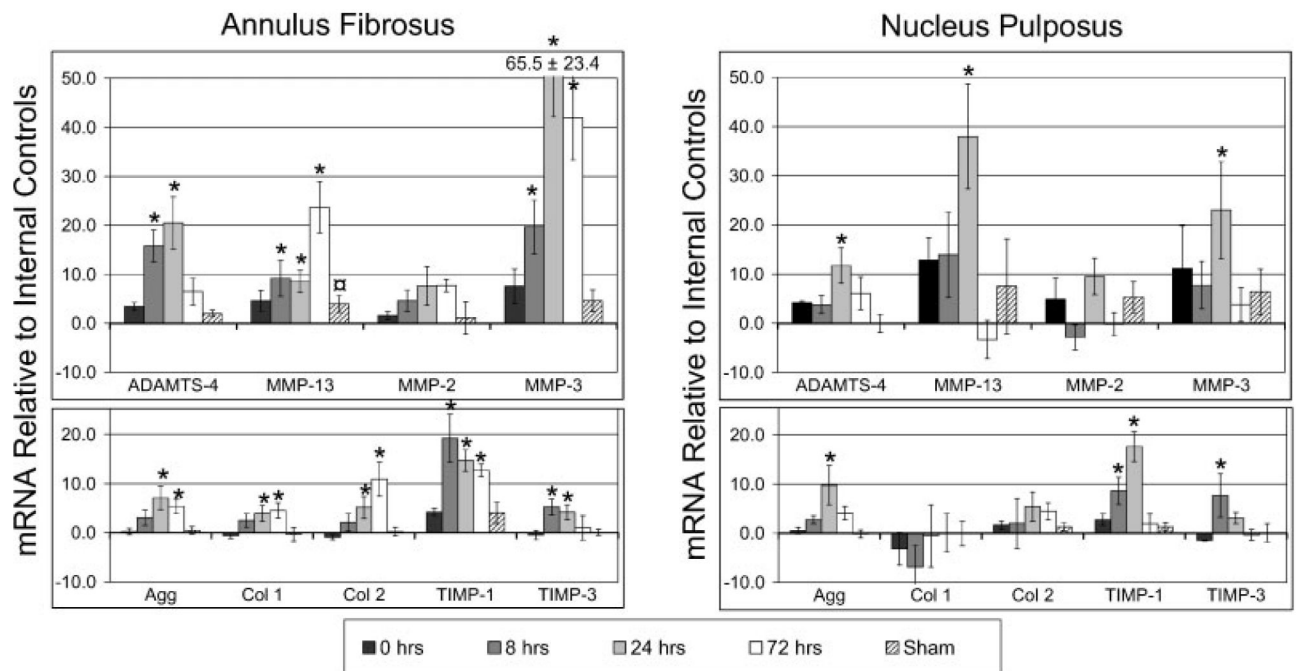 Annulus Fibrosus
Nucleus Pulposus
mRNA Relative to Internal Controls
*
65.5 ± 23.4
50.0
40.0
30.0
20.0
10.0
0.0
-10.0
* * * * * ¤ * *
ADAMTS-4 MMP-13 MMP-2 MMP-3
20.0
10.0
0.0
-10.0
* * * * * * * * * * *
Agg Col 1 Col 2 TIMP-1 TIMP-3
mRNA Relative to Internal Controls
50.0
40.0
30.0
20.0
10.0
0.0
-10.0
* * *
ADAMTS-4 MMP-13 MMP-2 MMP-3
20.0
10.0
0.0
-10.0
* * * *
Agg Col 1 Col 2 TIMP-1 TIMP-3
0 hrs 8 hrs 24 hrs 72 hrs Sham